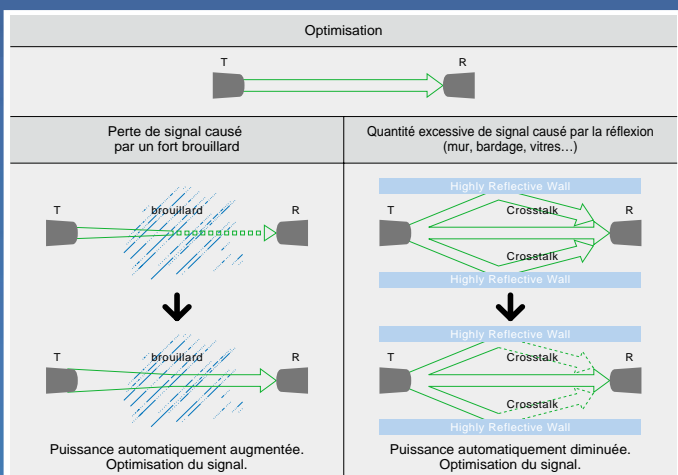 Optimisation
T
R
Perte de signal causé
par un fort brouillard
Quantité excessive de signal causé par la réflexion
(mur, bardage, vitres…)
T
brouillard
R
Highly Reflective Wall
T
Crosstalk
R
Crosstalk
Highly Reflective Wall
T
brouillard
R
Highly Reflective Wall
T
Crosstalk
R
Crosstalk
Highly Reflective Wall
Puissance automatiquement augmentée.
Optimisation du signal.
Puissance automatiquement diminuée.
Optimisation du signal.